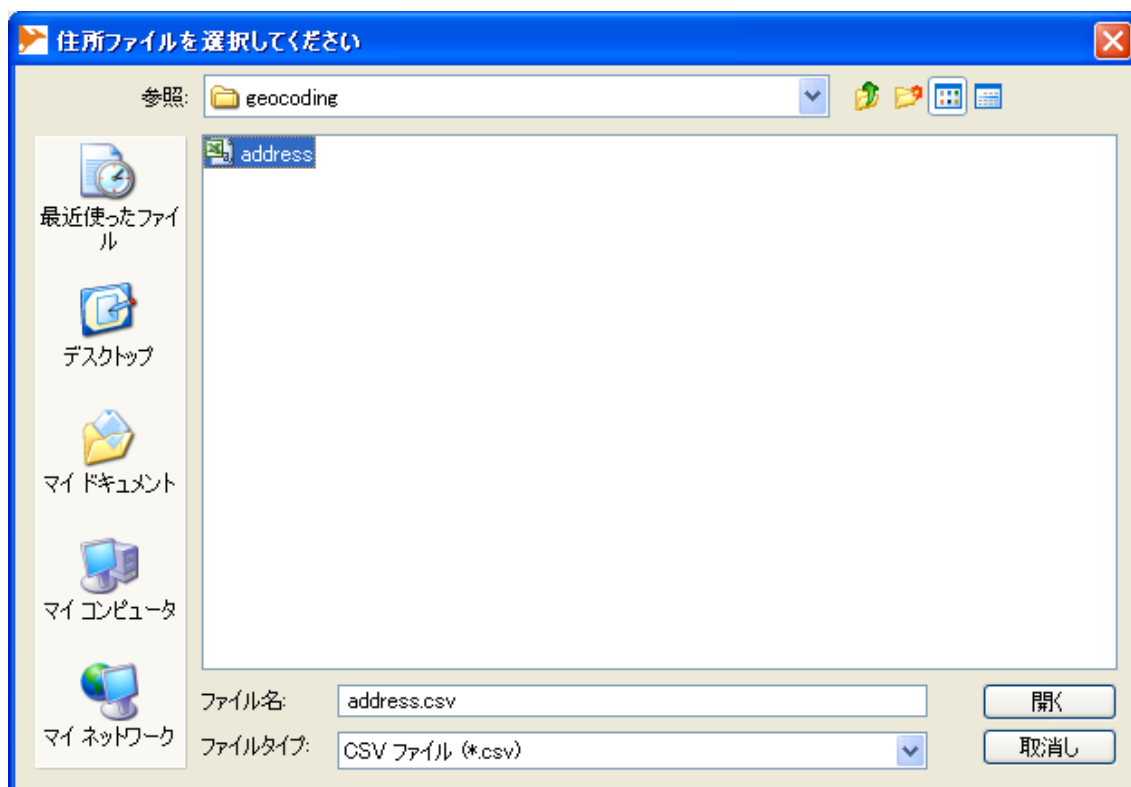 住所ファイルを選択してください
参照:
geocoding
address
最近使ったファイ
ル
デスクトップ
マイ ドキュメント
マイ コンピュータ
マイ ネットワーク
ファイル名:
address.csv
開く
ファイルタイプ:
CSV ファイル (*.csv)
取消し